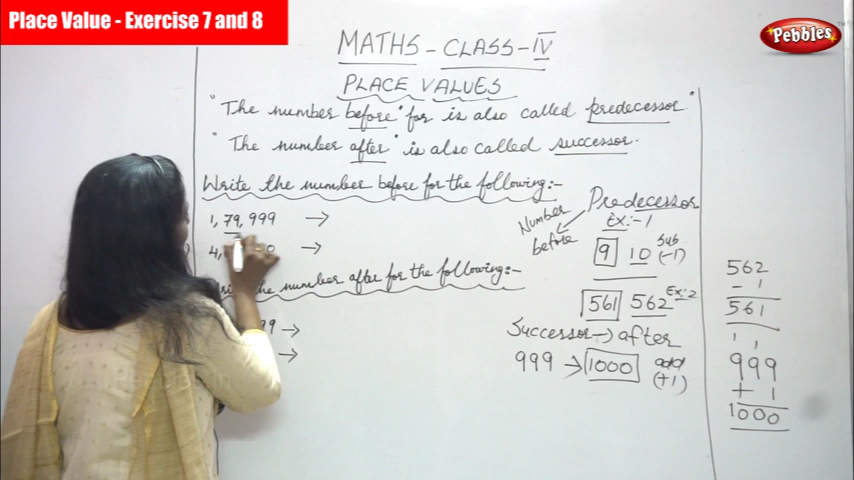 Place Value - Exercise 7 and 8
Pebbles
MATHS - CLASS - IV
PLACE VALUES
"The number before" for is also called predecessor"
"The number after" is also called successor.
Write the number before for the following:-
1,79,999 →
4, →
the number after for the following:-
→
→
Number before
Predecessor
Ex:-1
9 10 Sub (-1)
561 562 Ex:-2
Successor → after
999 → 1000 add (+1)
562
- 1
561
1 1
999
+ 1
1000